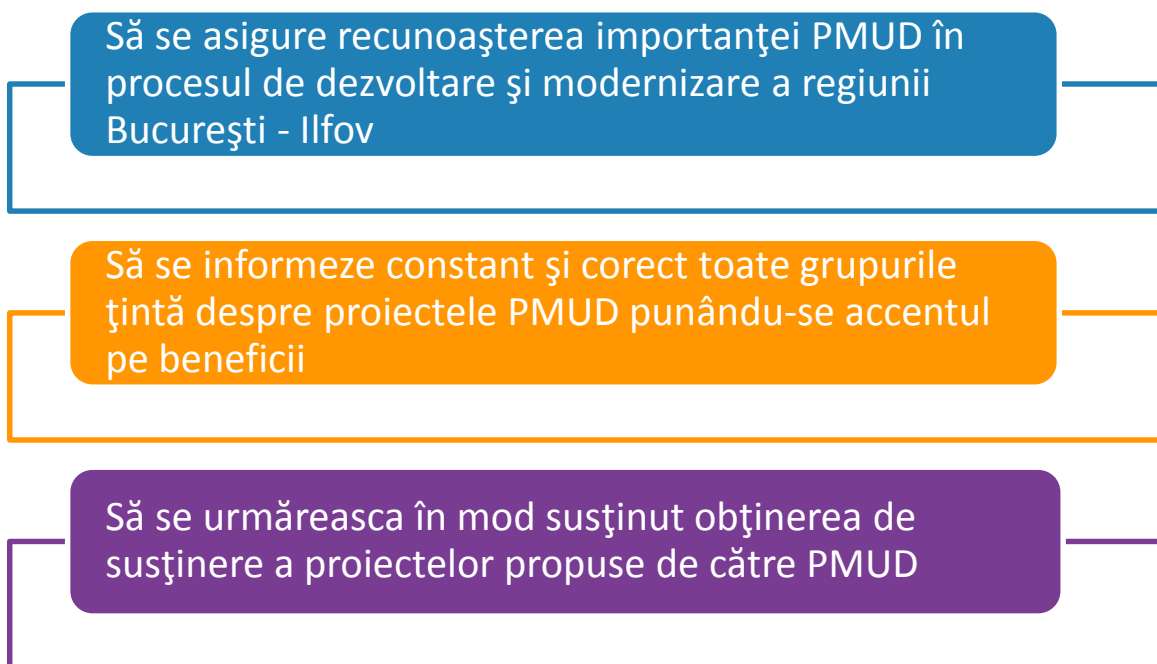 Să se asigure recunoaşterea importanţei PMUD în
procesul de dezvoltare şi modernizare a regiunii
Bucureşti - Ilfov
Să se informeze constant şi corect toate grupurile
ţintă despre proiectele PMUD punându-se accentul
pe beneficii
Să se urmăreasca în mod susţinut obţinerea de
susţinere a proiectelor propuse de către PMUD